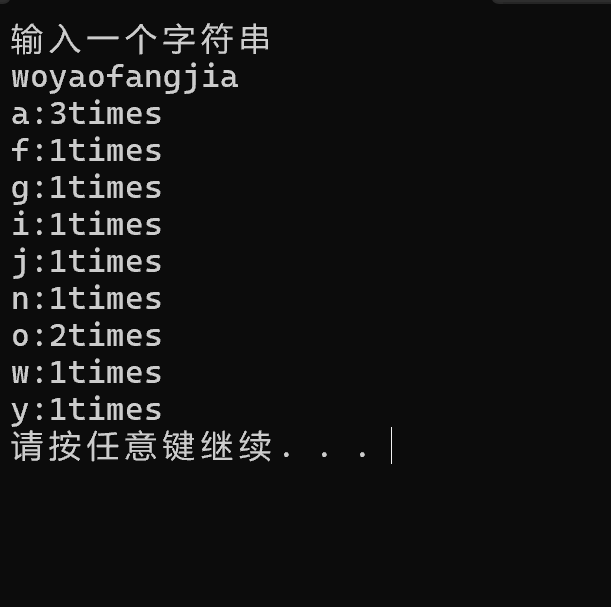 输入一个字符串
woyaofangjia
a:3times
f:1times
g:1times
i:1times
j:1times
n:1times
o:2times
w:1times
y:1times
请按任意键继续. . .